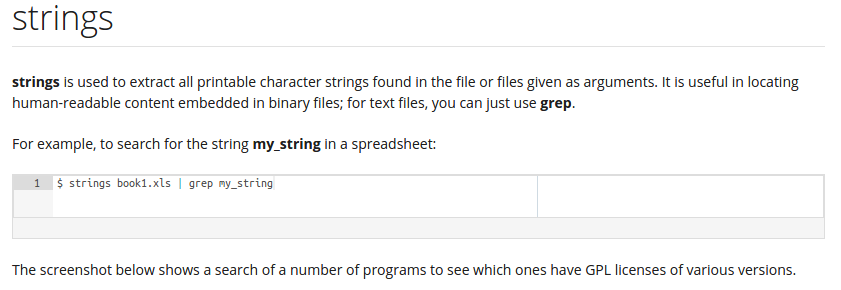 strings
strings is used to extract all printable character strings found in the file or files given as arguments. It is useful in locating
human-readable content embedded in binary files; for text files, you can just use grep.
For example, to search for the string my_string in a spreadsheet:
1 $ strings book1.xls | grep my_string
The screenshot below shows a search of a number of programs to see which ones have GPL licenses of various versions.